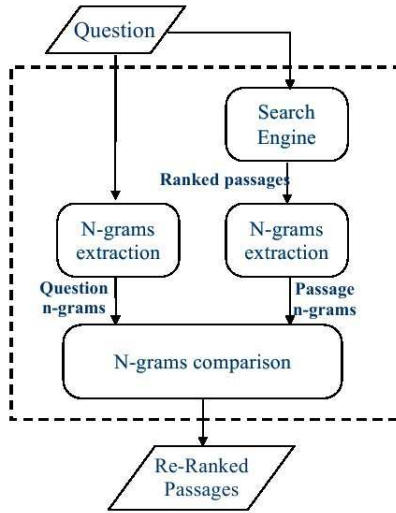 Question
Search
Engine
Ranked passages
N-grams
extraction
N-grams
extraction
Question
n-grams
Passage
n-grams
N-grams comparison
Re-Ranked
Passages